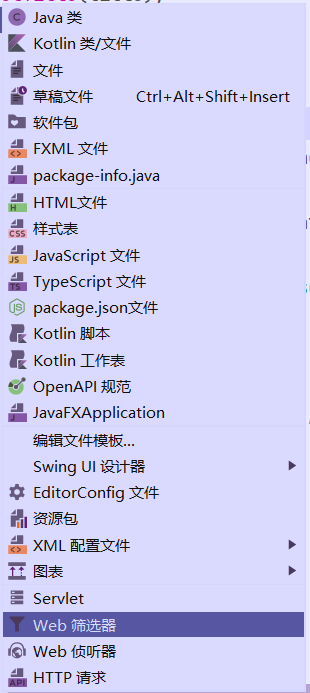 Java 类
Kotlin 类/文件
文件
草稿文件 Ctrl+Alt+Shift+Insert
软件包
FXML 文件
package-info.java
HTML文件
样式表
JavaScript 文件
TypeScript 文件
package.json文件
Kotlin 脚本
Kotlin 工作表
OpenAPI 规范
JavaFXApplication
编辑文件模板...
Swing UI 设计器
EditorConfig 文件
资源包
XML 配置文件
图表
Servlet
Web 筛选器
Web 侦听器
HTTP 请求